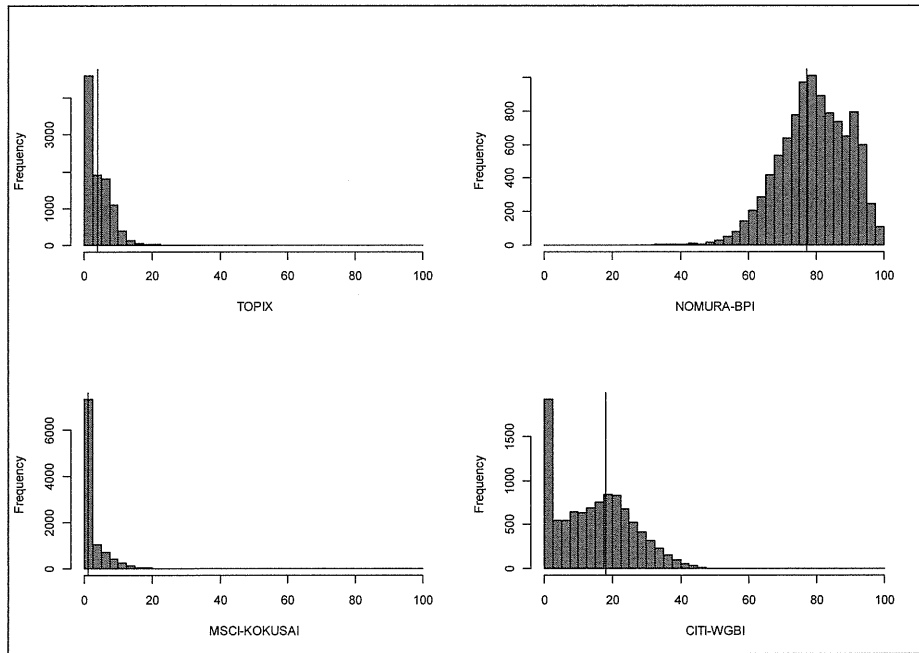 Frequency
0 1000 3000
0 20 40 60 80 100
TOPIX
Frequency
0 200 400 600 800
0 20 40 60 80 100
NOMURA-BPI
Frequency
0 2000 4000 6000
0 20 40 60 80 100
MSCI-KOKUSAI
Frequency
0 500 1000 1500
0 20 40 60 80 100
CITI-WGBI